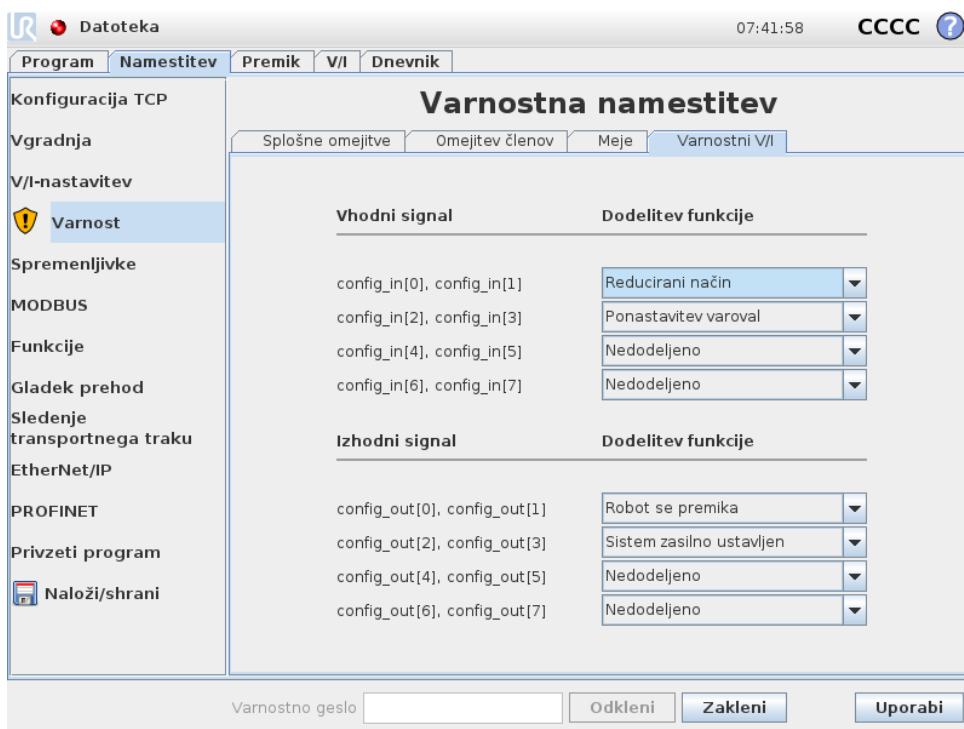 UR Datoteka 07:41:58 CCCC ?
Program Namestitev Premik V/I Dnevnik
Konfiguracija TCP
Vgradnja
V/I-nastavitev
Varnost
Spremenljivke
MODBUS
Funkcije
Gladek prehod
Sledenje
transportnega traku
EtherNet/IP
PROFINET
Privzeti program
Naloži/shrani
Varnostna namestitev
Splošne omejitve Omejitev členov Meje Varnostni V/I
Vhodni signal Dodelitev funkcije
config_in[0], config_in[1] Reducirani način
config_in[2], config_in[3] Ponastavitev varoval
config_in[4], config_in[5] Nedodeljeno
config_in[6], config_in[7] Nedodeljeno
Izhodni signal Dodelitev funkcije
config_out[0], config_out[1] Robot se premika
config_out[2], config_out[3] Sistem zasilno ustavljen
config_out[4], config_out[5] Nedodeljeno
config_out[6], config_out[7] Nedodeljeno
Varnostno geslo Odkleni Zakleni Uporabi